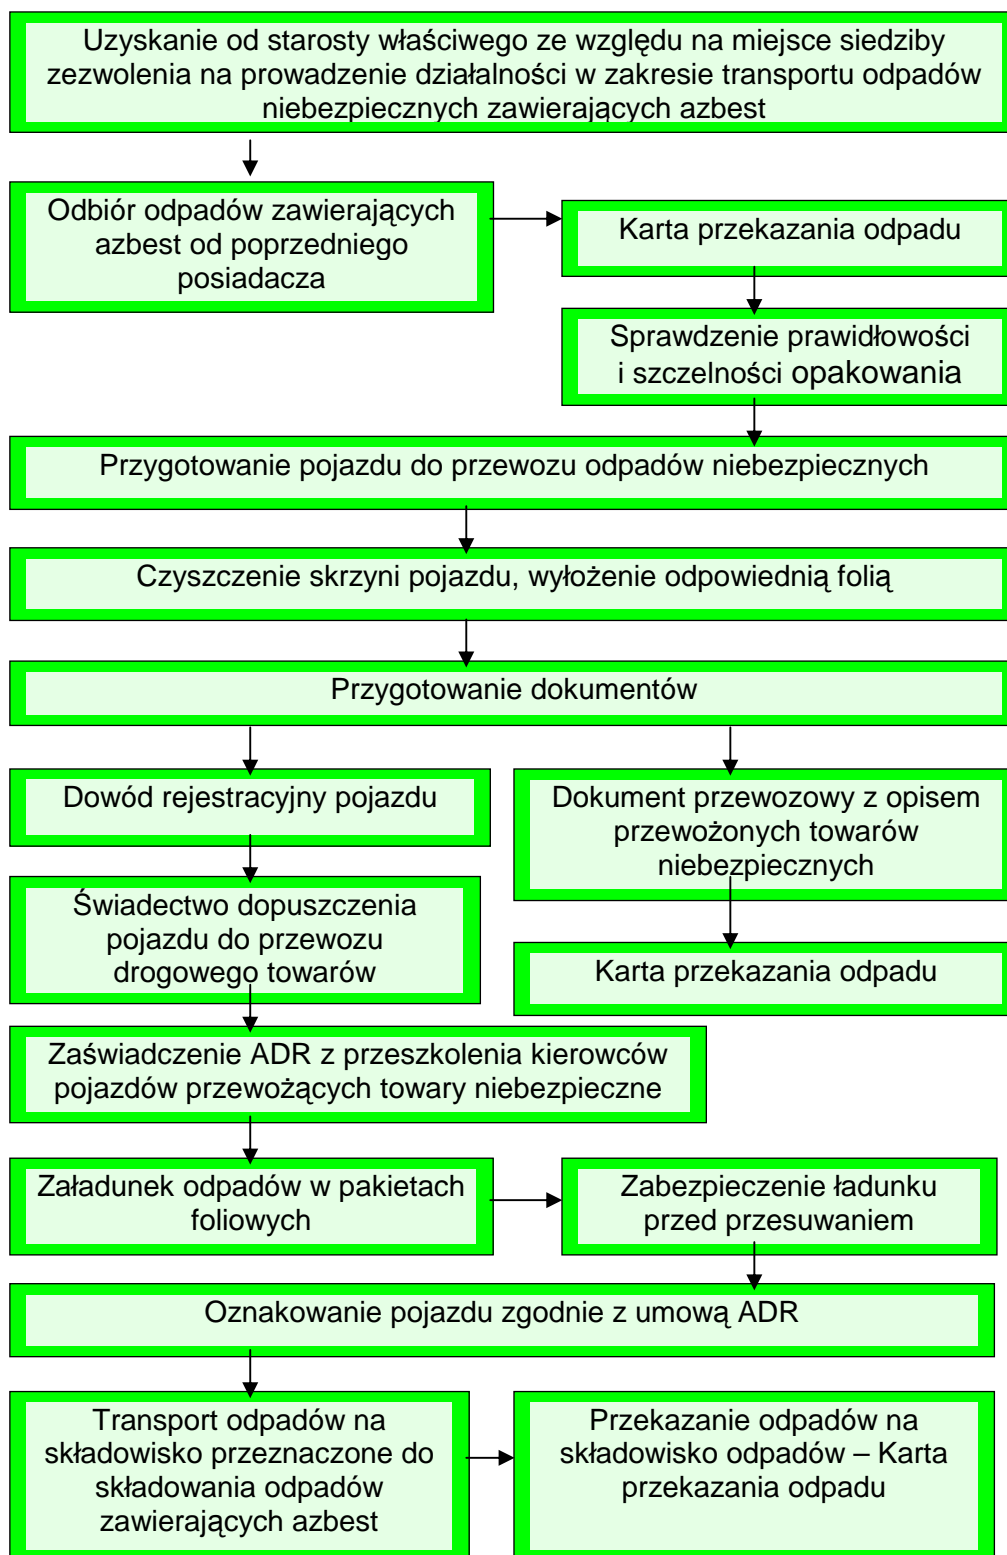 Uzyskanie od starosty właściwego ze względu na miejsce siedziby
zezwolenia na prowadzenie działalności w zakresie transportu odpadów
niebezpiecznych zawierających azbest
Odbiór odpadów zawierających
azbest od poprzedniego
posiadacza
Karta przekazania odpadu
Sprawdzenie prawidłowości
i szczelności opakowania
Przygotowanie pojazdu do przewozu odpadów niebezpiecznych
Czyszczenie skrzyni pojazdu, wyłożenie odpowiednią folią
Przygotowanie dokumentów
Dowód rejestracyjny pojazdu
Świadectwo dopuszczenia
pojazdu do przewozu
drogowego towarów
Dokument przewozowy z opisem
przewożonych towarów
niebezpiecznych
Karta przekazania odpadu
Zaświadczenie ADR z przeszkolenia kierowców
pojazdów przewożących towary niebezpieczne
Załadunek odpadów w pakietach
foliowych
Zabezpieczenie ładunku
przed przesuwaniem
Oznakowanie pojazdu zgodnie z umową ADR
Transport odpadów na
składowisko przeznaczone do
składowania odpadów
zawierających azbest
Przekazanie odpadów na
składowisko odpadów – Karta
przekazania odpadu